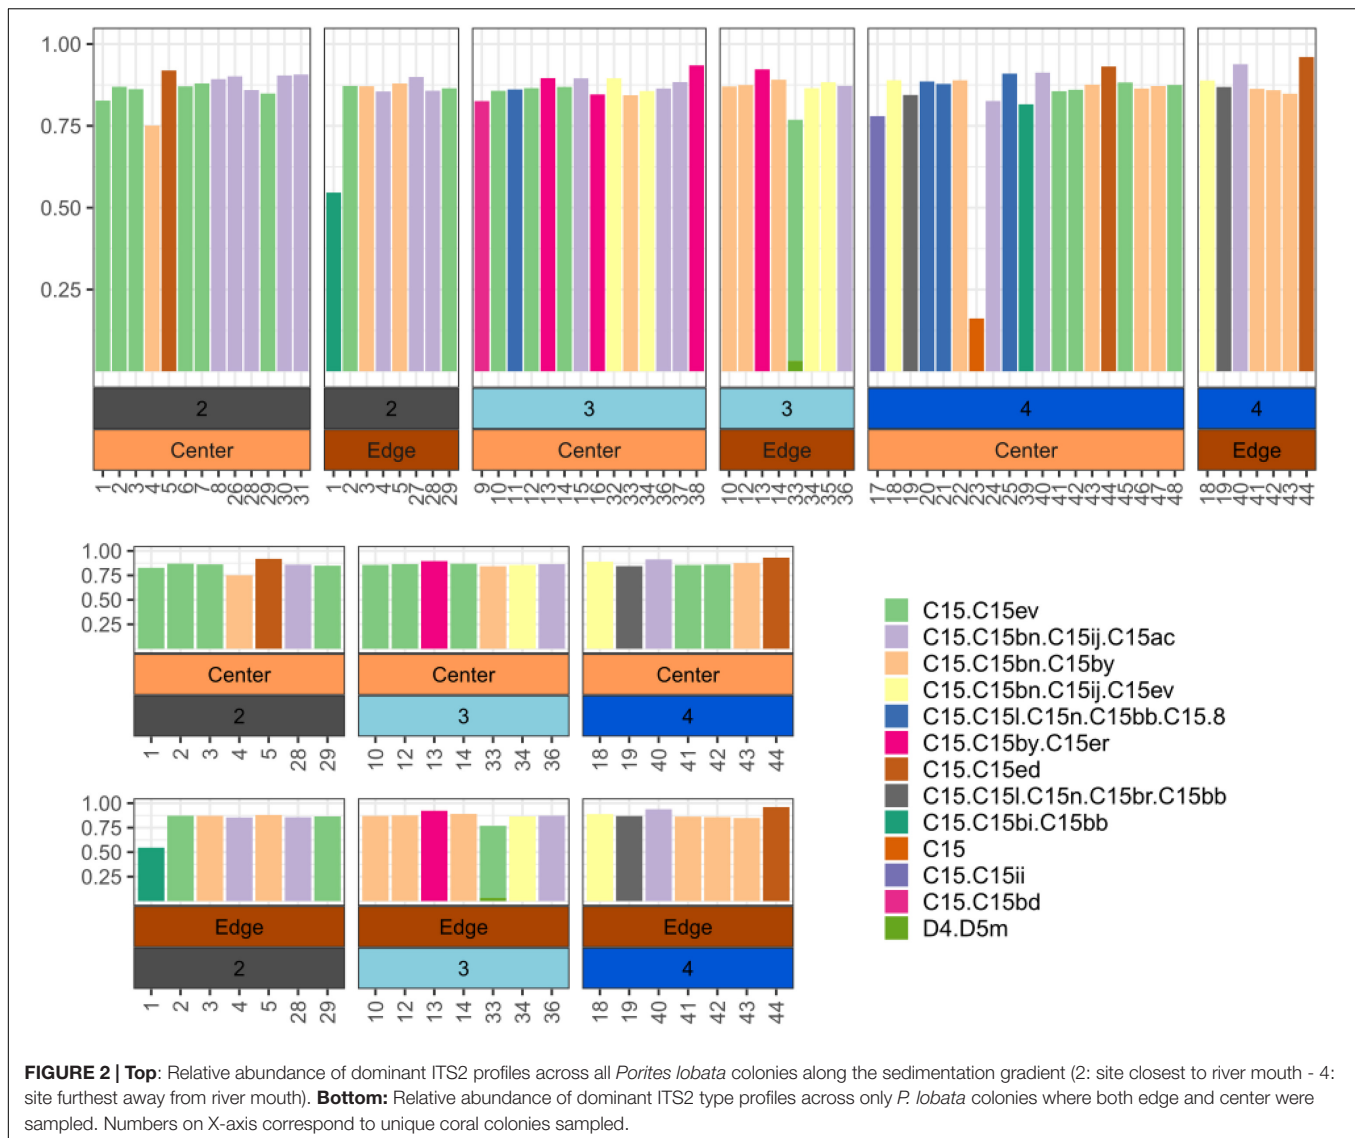 1.00
0.75
0.50
0.25
2 2 3 3 4 4
Center Edge Center Edge Center Edge
1 2 3 4 5 6 7 8 26 28 29 30 31 1 2 3 4 5 27 28 29 9 10 11 12 13 14 15 16 32 33 34 36 37 38 10 12 13 14 33 34 35 36 17 18 19 20 21 22 23 24 25 39 40 41 42 43 44 45 46 47 48 18 19 40 41 42 43 44
1.00
0.75
0.50
0.25
Center Center Center
2 3 4
1 2 3 4 5 28 29 10 12 13 14 33 34 36 18 19 40 41 42 43 44
1.00
0.75
0.50
0.25
Edge Edge Edge
2 3 4
1 2 3 4 5 28 29 10 12 13 14 33 34 36 18 19 40 41 42 43 44
C15.C15ev
C15.C15bn.C15ij.C15ac
C15.C15bn.C15by
C15.C15bn.C15ij.C15ev
C15.C15l.C15n.C15bb.C15.8
C15.C15by.C15er
C15.C15ed
C15.C15l.C15n.C15br.C15bb
C15.C15bi.C15bb
C15
C15.C15ii
C15.C15bd
D4.D5m
FIGURE 2 | Top: Relative abundance of dominant ITS2 profiles across all Porites lobata colonies along the sedimentation gradient (2: site closest to river mouth - 4:
site furthest away from river mouth). Bottom: Relative abundance of dominant ITS2 type profiles across only P. lobata colonies where both edge and center were
sampled. Numbers on X-axis correspond to unique coral colonies sampled.